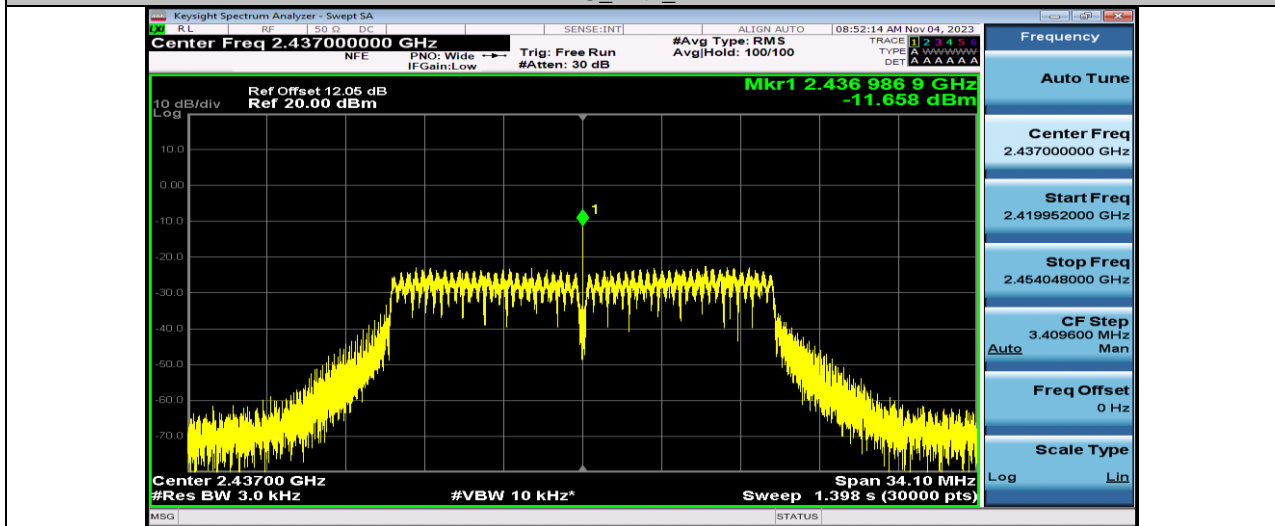 Keysight Spectrum Analyzer - Swept SA
LXI RL RF 50 Ω DC SENSE:INT ALIGN AUTO 08:52:14 AM Nov 04, 2023
Center Freq 2.437000000 GHz
NFE
PNO: Wide
IFGain:Low
Trig: Free Run
#Atten: 30 dB
#Avg Type: RMS
Avg|Hold: 100/100
TRACE 1 2 3 4 5 6
TYPE A WWWWW
DET A A A A A A
Frequency
Auto Tune
Mkr1 2.436 986 9 GHz
-11.658 dBm
Ref Offset 12.05 dB
10 dB/div Ref 20.00 dBm
Log
10.0
0.00
-10.0
-20.0
-30.0
-40.0
-50.0
-60.0
-70.0
1
Center Freq
2.437000000 GHz
Start Freq
2.419952000 GHz
Stop Freq
2.454048000 GHz
CF Step
3.409600 MHz
Auto Man
Freq Offset
0 Hz
Scale Type
Log Lin
Center 2.43700 GHz Span 34.10 MHz
#Res BW 3.0 kHz #VBW 10 kHz* Sweep 1.398 s (30000 pts)
MSG STATUS